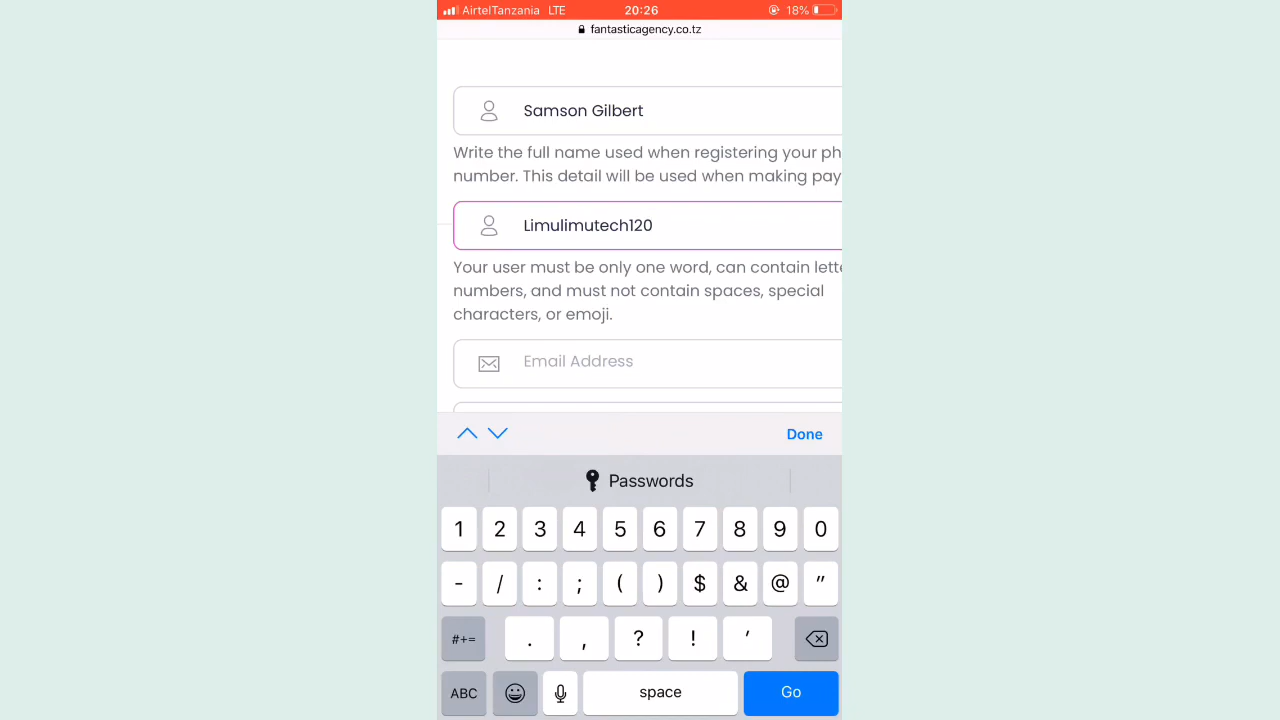 AirtelTanzania LTE 20:26 18%
fantasticagency.co.tz
Samson Gilbert
Write the full name used when registering your ph
number. This detail will be used when making pay
Limulimutech120
Your user must be only one word, can contain lette
numbers, and must not contain spaces, special
characters, or emoji.
Email Address
Done
Passwords
1 2 3 4 5 6 7 8 9 0
- / : ; ( ) $ & @ "
#+= . , ? ! '
ABC space Go